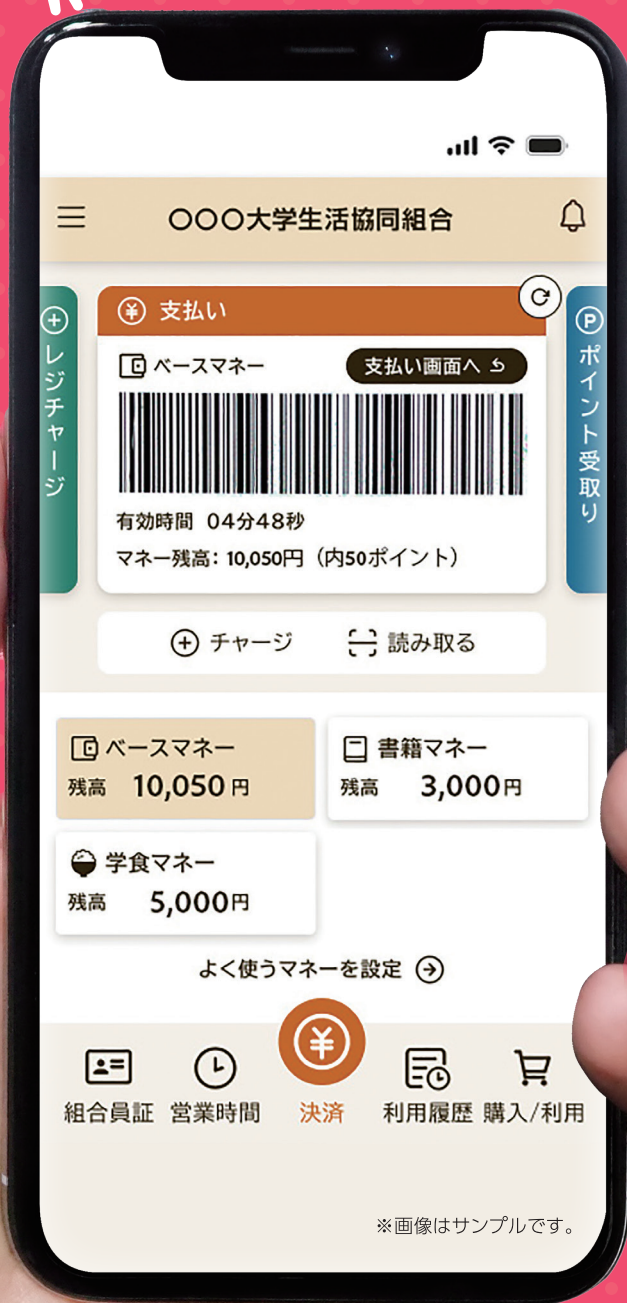 〇〇〇大学生活協同組合
レジチャージ
支払い
ポイント受取り
ベースマネー
支払い画面へ
有効時間 04分48秒
マネー残高：10,050円（内50ポイント）
チャージ
読み取る
ベースマネー
残高 10,050円
書籍マネー
残高 3,000円
学食マネー
残高 5,000円
よく使うマネーを設定
組合員証
営業時間
決済
利用履歴
購入/利用
※画像はサンプルです。